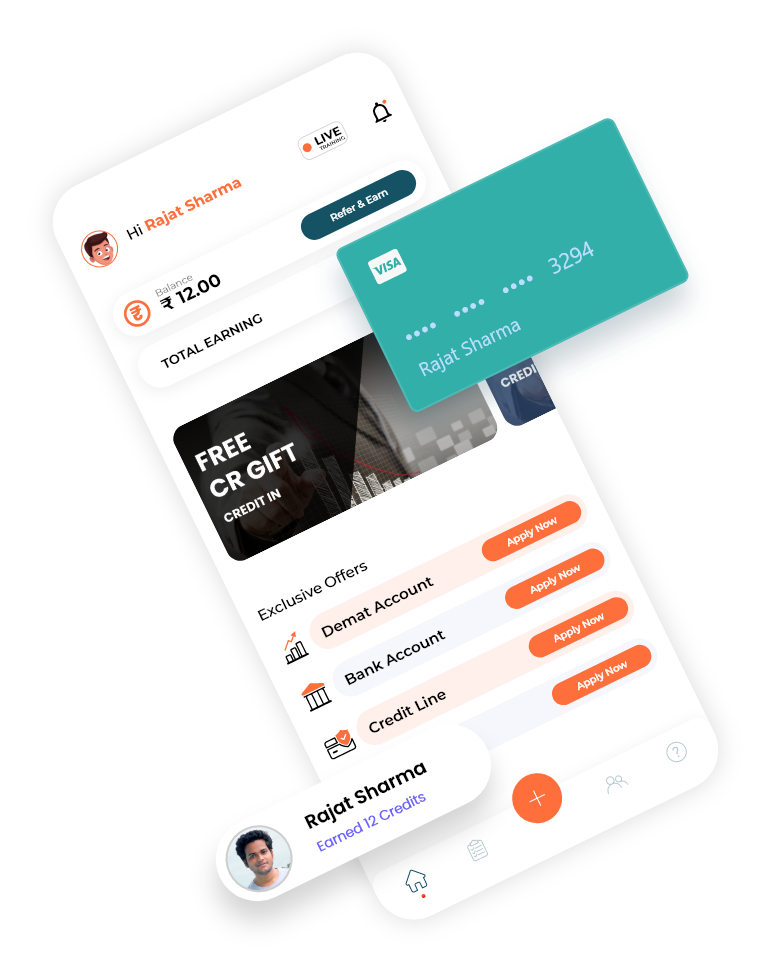 LIVE
TRAINING
Hi Rajat Sharma
Refer & Earn
Balance
₹ 12.00
TOTAL EARNING
VISA
•••• •••• •••• 3294
Rajat Sharma
FREE
CR GIFT
CREDIT IN
CREDI
Exclusive Offers
Demat Account Apply Now
Bank Account Apply Now
Credit Line Apply Now
Apply Now
Rajat Sharma
Earned 12 Credits